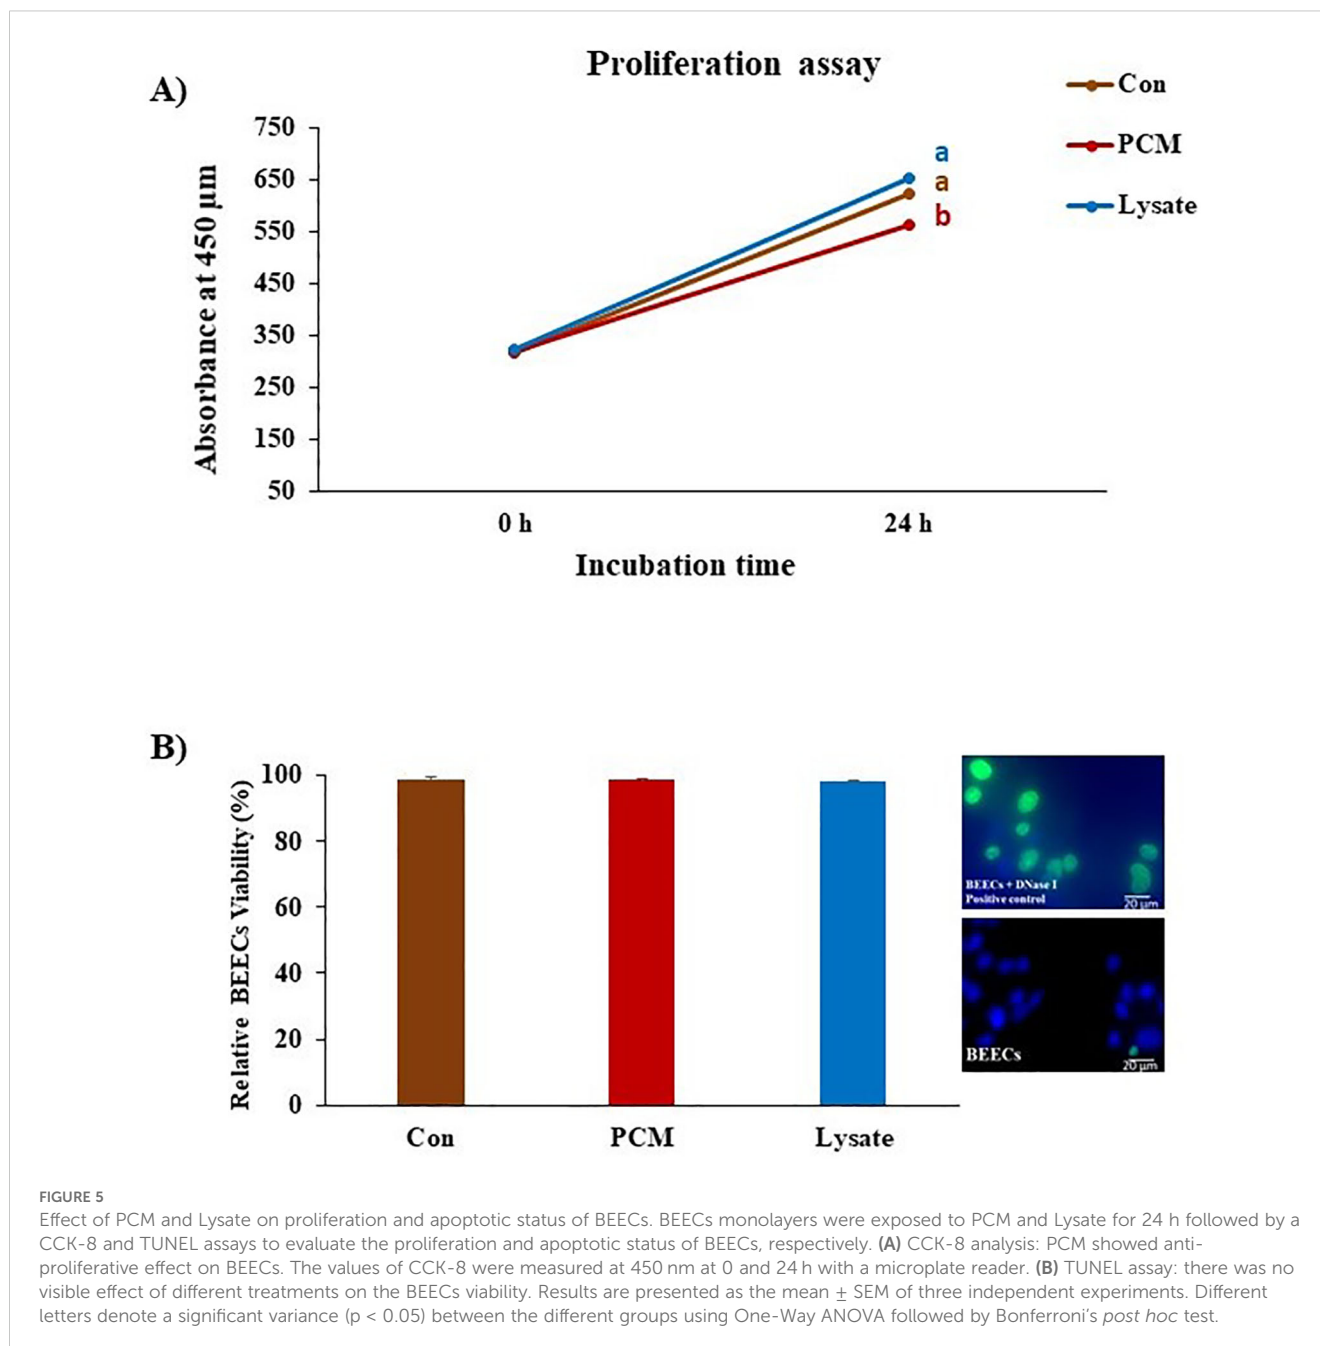 Proliferation assay
A)
Con
PCM
Lysate
750
650
550
450
350
250
150
50
Absorbance at 450 µm
a
a
b
0 h
24 h
Incubation time
B)
Relative BEECs Viability (%)
100
80
60
40
20
0
Con
PCM
Lysate
BEECs + DNase I
Positive control
20 µm
BEECs
20 µm
FIGURE 5
Effect of PCM and Lysate on proliferation and apoptotic status of BEECs. BEECs monolayers were exposed to PCM and Lysate for 24 h followed by a
CCK-8 and TUNEL assays to evaluate the proliferation and apoptotic status of BEECs, respectively. (A) CCK-8 analysis: PCM showed anti-
proliferative effect on BEECs. The values of CCK-8 were measured at 450 nm at 0 and 24 h with a microplate reader. (B) TUNEL assay: there was no
visible effect of different treatments on the BEECs viability. Results are presented as the mean ± SEM of three independent experiments. Different
letters denote a significant variance (p < 0.05) between the different groups using One-Way ANOVA followed by Bonferroni's post hoc test.